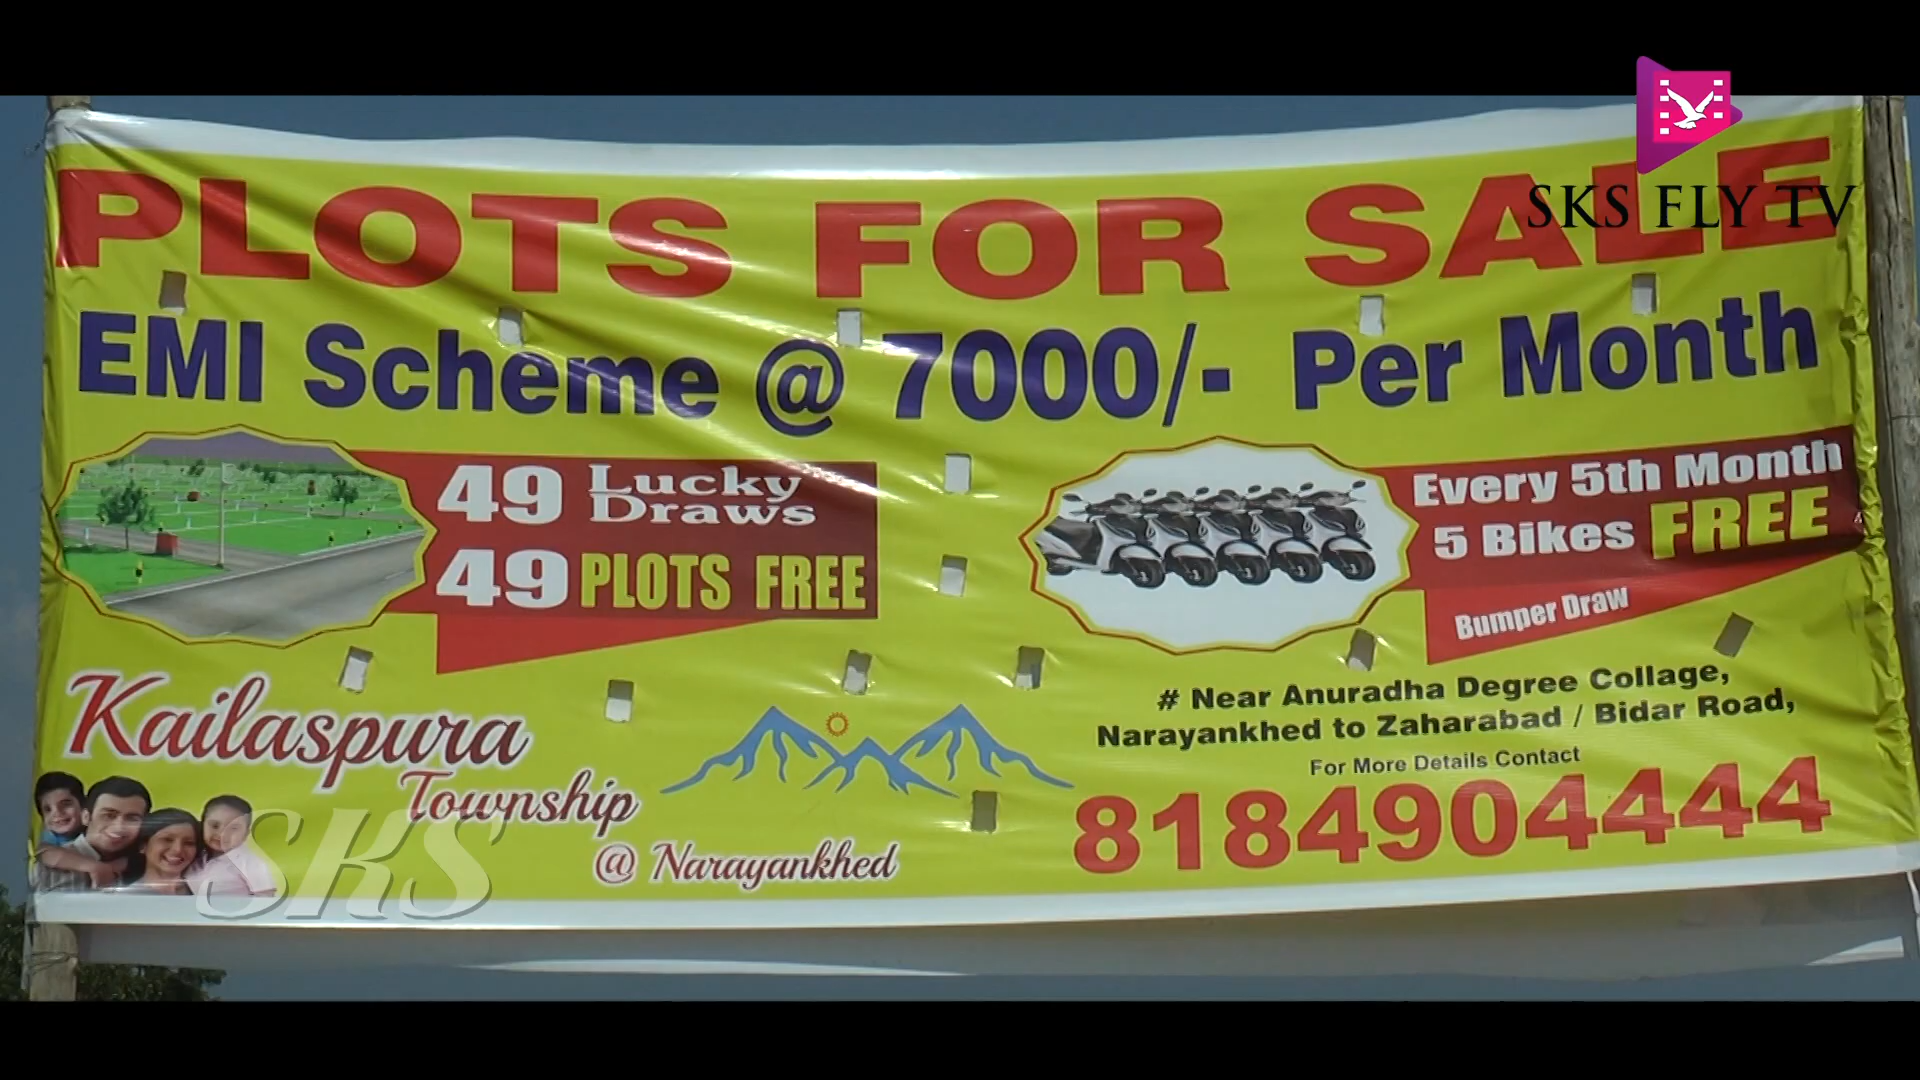 SKS FLY TV
PLOTS FOR SALE
EMI Scheme @ 7000/- Per Month
49 Lucky Draws
49 PLOTS FREE
Every 5th Month
5 Bikes FREE
Bumper Draw
Kailaspura
Township
@ Narayankhed
# Near Anuradha Degree Collage,
Narayankhed to Zaharabad / Bidar Road,
For More Details Contact
8184904444
SKS